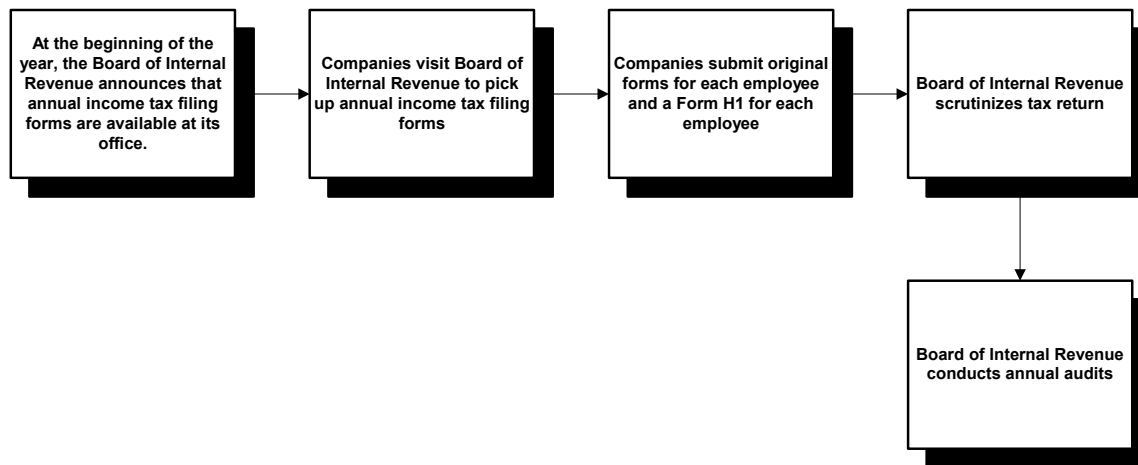 At the beginning of the
year, the Board of Internal
Revenue announces that
annual income tax filing
forms are available at its
office.
Companies visit Board of
Internal Revenue to pick
up annual income tax filing
forms
Companies submit original
forms for each employee
and a Form H1 for each
employee
Board of Internal Revenue
scrutinizes tax return
Board of Internal Revenue
conducts annual audits